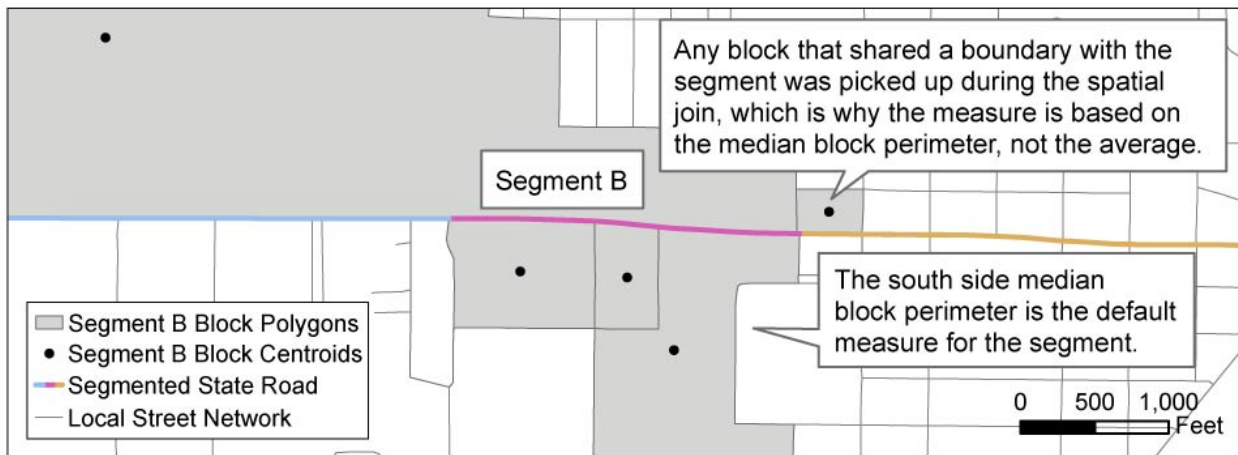 Any block that shared a boundary with the
segment was picked up during the spatial
join, which is why the measure is based on
the median block perimeter, not the average.
Segment B
The south side median
block perimeter is the default
measure for the segment.
Segment B Block Polygons
Segment B Block Centroids
Segmented State Road
Local Street Network
0 500 1,000
Feet